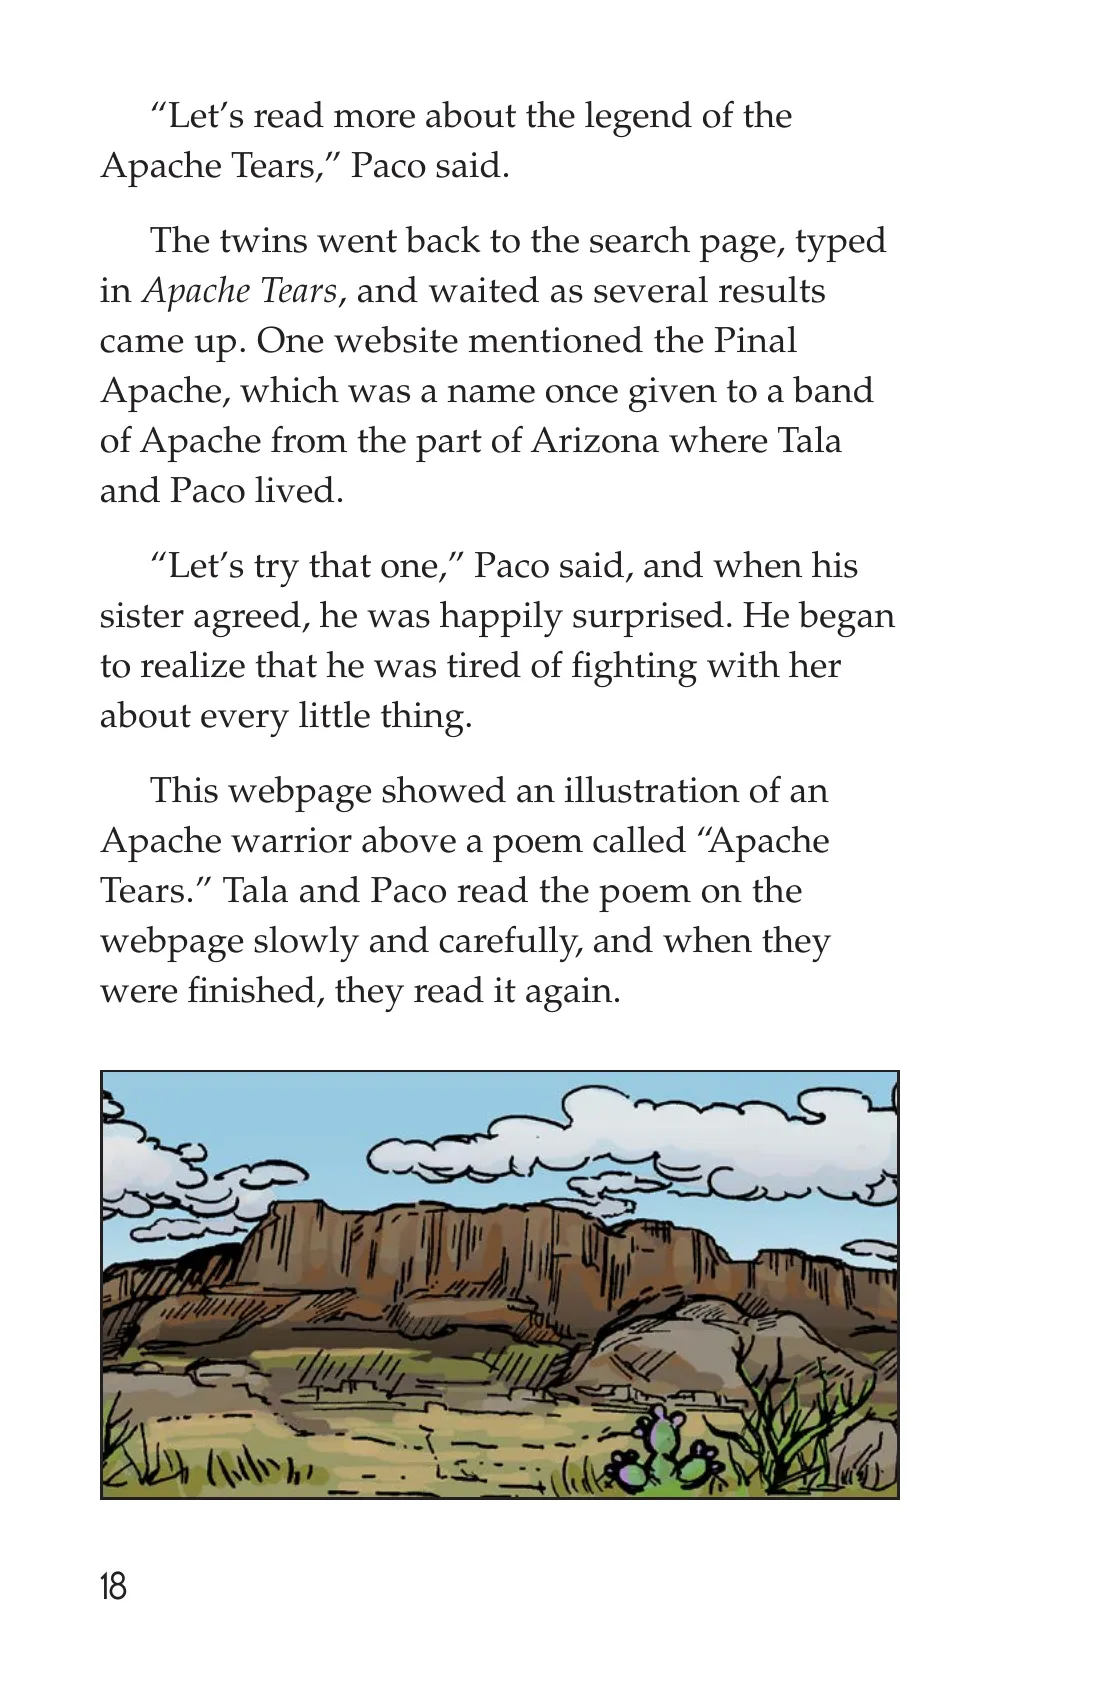 “Let’s read more about the legend of the
Apache Tears,” Paco said.
The twins went back to the search page, typed
in Apache Tears, and waited as several results
came up. One website mentioned the Pinal
Apache, which was a name once given to a band
of Apache from the part of Arizona where Tala
and Paco lived.
“Let’s try that one,” Paco said, and when his
sister agreed, he was happily surprised. He began
to realize that he was tired of fighting with her
about every little thing.
This webpage showed an illustration of an
Apache warrior above a poem called “Apache
Tears.” Tala and Paco read the poem on the
webpage slowly and carefully, and when they
were finished, they read it again.
18